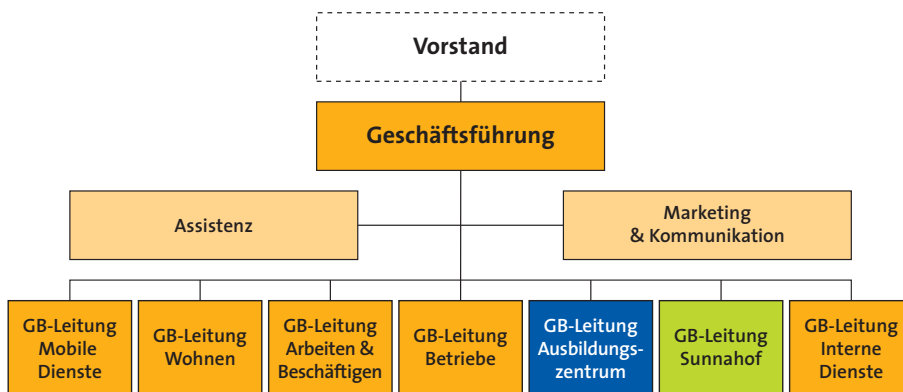 Vorstand
Geschäftsführung
Assistenz
Marketing
& Kommunikation
GB-Leitung
Mobile
Dienste
GB-Leitung
Wohnen
GB-Leitung
Arbeiten &
Beschäftigen
GB-Leitung
Betriebe
GB-Leitung
Ausbildungs-
zentrum
GB-Leitung
Sunnahof
GB-Leitung
Interne
Dienste